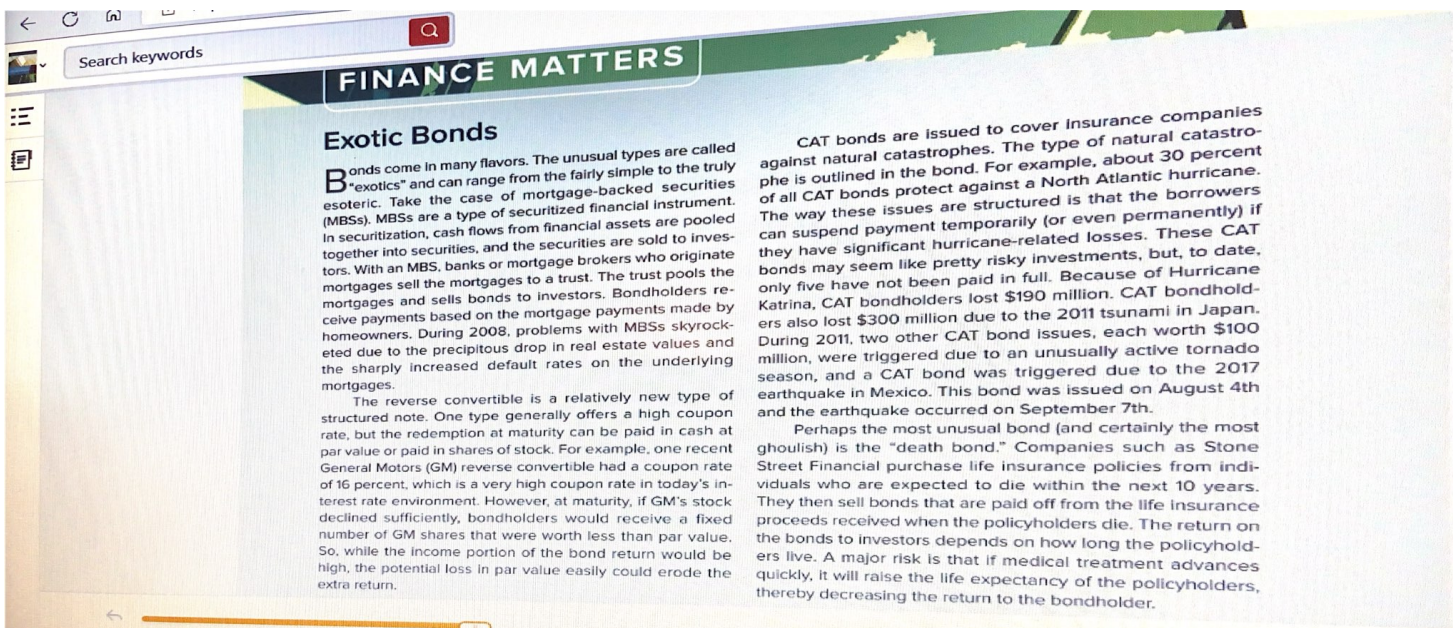 Search keywords
FINANCE MATTERS
Exotic Bonds
Bonds come in many flavors. The unusual types are called
"exotics" and can range from the fairly simple to the truly
esoteric. Take the case of mortgage-backed securities
(MBSs). MBSs are a type of securitized financial instrument.
In securitization, cash flows from financial assets are pooled
together into securities, and the securities are sold to inves-
tors. With an MBS, banks or mortgage brokers who originate
mortgages sell the mortgages to a trust. The trust pools the
mortgages and sells bonds to investors. Bondholders re-
ceive payments based on the mortgage payments made by
homeowners. During 2008, problems with MBSs skyrock-
eted due to the precipitous drop in real estate values and
the sharply increased default rates on the underlying
mortgages.
The reverse convertible is a relatively new type of
structured note. One type generally offers a high coupon
rate, but the redemption at maturity can be paid in cash at
par value or paid in shares of stock. For example, one recent
General Motors (GM) reverse convertible had a coupon rate
of 16 percent, which is a very high coupon rate in today's in-
terest rate environment. However, at maturity, if GM's stock
declined sufficiently, bondholders would receive a fixed
number of GM shares that were worth less than par value.
So, while the income portion of the bond return would be
high, the potential loss in par value easily could erode the
extra return.
CAT bonds are issued to cover insurance companies
against natural catastrophes. The type of natural catastro-
phe is outlined in the bond. For example, about 30 percent
of all CAT bonds protect against a North Atlantic hurricane.
The way these issues are structured is that the borrowers
can suspend payment temporarily (or even permanently) if
they have significant hurricane-related losses. These CAT
bonds may seem like pretty risky investments, but, to date,
only five have not been paid in full. Because of Hurricane
Katrina, CAT bondholders lost $190 million. CAT bondhold-
ers also lost $300 million due to the 2011 tsunami in Japan.
During 2011, two other CAT bond issues, each worth $100
million, were triggered due to an unusually active tornado
season, and a CAT bond was triggered due to the 2017
earthquake in Mexico. This bond was issued on August 4th
and the earthquake occurred on September 7th.
Perhaps the most unusual bond (and certainly the most
ghoulish) is the "death bond." Companies such as Stone
Street Financial purchase life insurance policies from indi-
viduals who are expected to die within the next 10 years.
They then sell bonds that are paid off from the life insurance
proceeds received when the policyholders die. The return on
the bonds to investors depends on how long the policyhold-
ers live. A major risk is that if medical treatment advances
quickly, it will raise the life expectancy of the policyholders,
thereby decreasing the return to the bondholder.